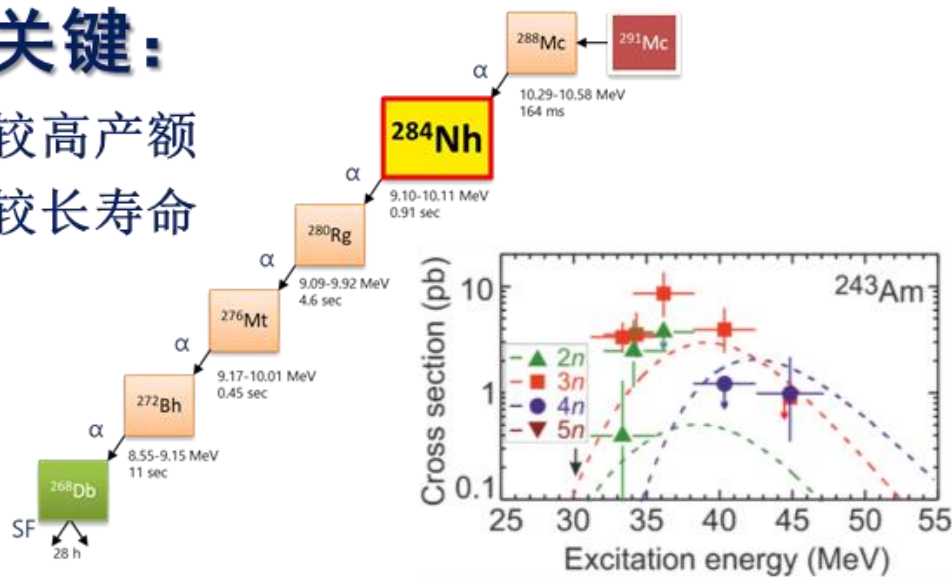 关键：
较高产额
较长寿命
²⁹¹Mc
²⁸⁸Mc
α
10.29-10.58 MeV
164 ms
²⁸⁴Nh
α
9.10-10.11 MeV
0.91 sec
²⁸⁰Rg
α
9.09-9.92 MeV
4.6 sec
²⁷⁶Mt
α
9.17-10.01 MeV
0.45 sec
²⁷²Bh
α
8.55-9.15 MeV
11 sec
²⁶⁸Db
SF
28 h
Cross section (pb)
10
1
0.1
²⁴³Am
2n
3n
4n
5n
25 30 35 40 45 50 55
Excitation energy (MeV)